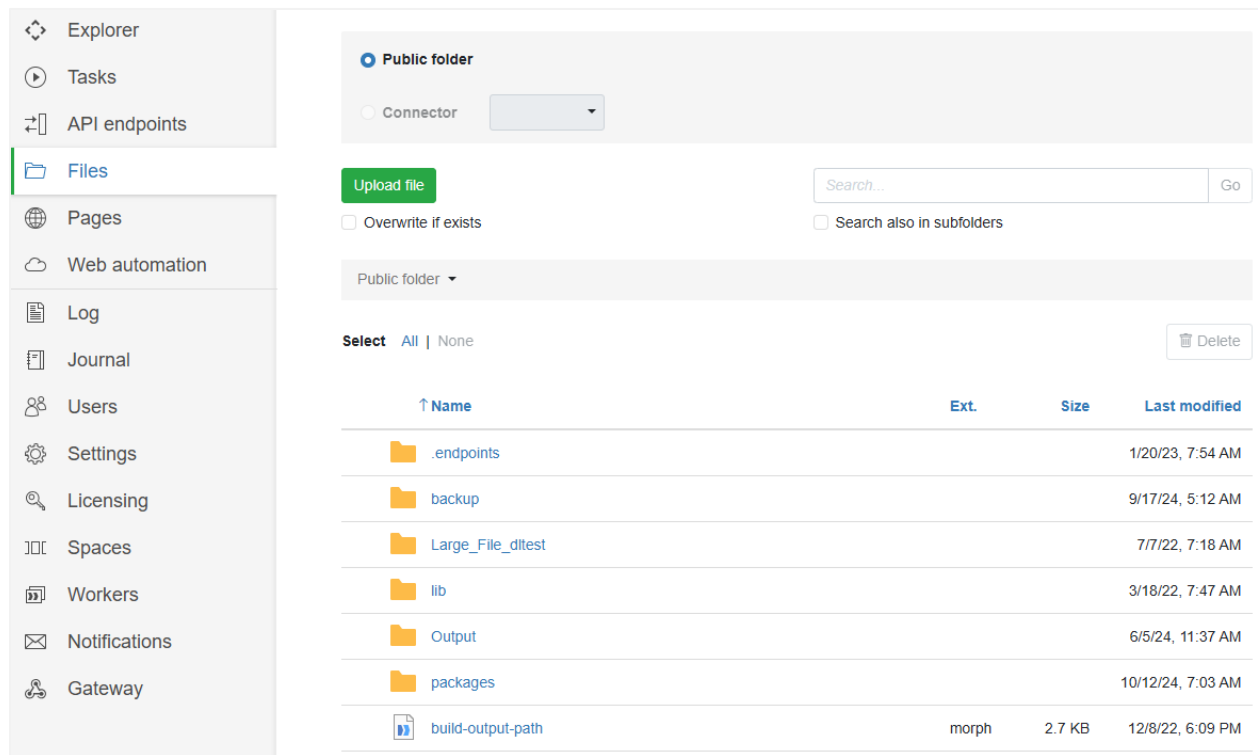 Explorer
Tasks
API endpoints
Files
Pages
Web automation
Log
Journal
Users
Settings
Licensing
Spaces
Workers
Notifications
Gateway
Public folder
Connector
Upload file
Search...
Go
Overwrite if exists
Search also in subfolders
Public folder
Select All | None
Delete
↑ Name Ext. Size Last modified
.endpoints 1/20/23, 7:54 AM
backup 9/17/24, 5:12 AM
Large_File_dltest 7/7/22, 7:18 AM
lib 3/18/22, 7:47 AM
Output 6/5/24, 11:37 AM
packages 10/12/24, 7:03 AM
build-output-path morph 2.7 KB 12/8/22, 6:09 PM